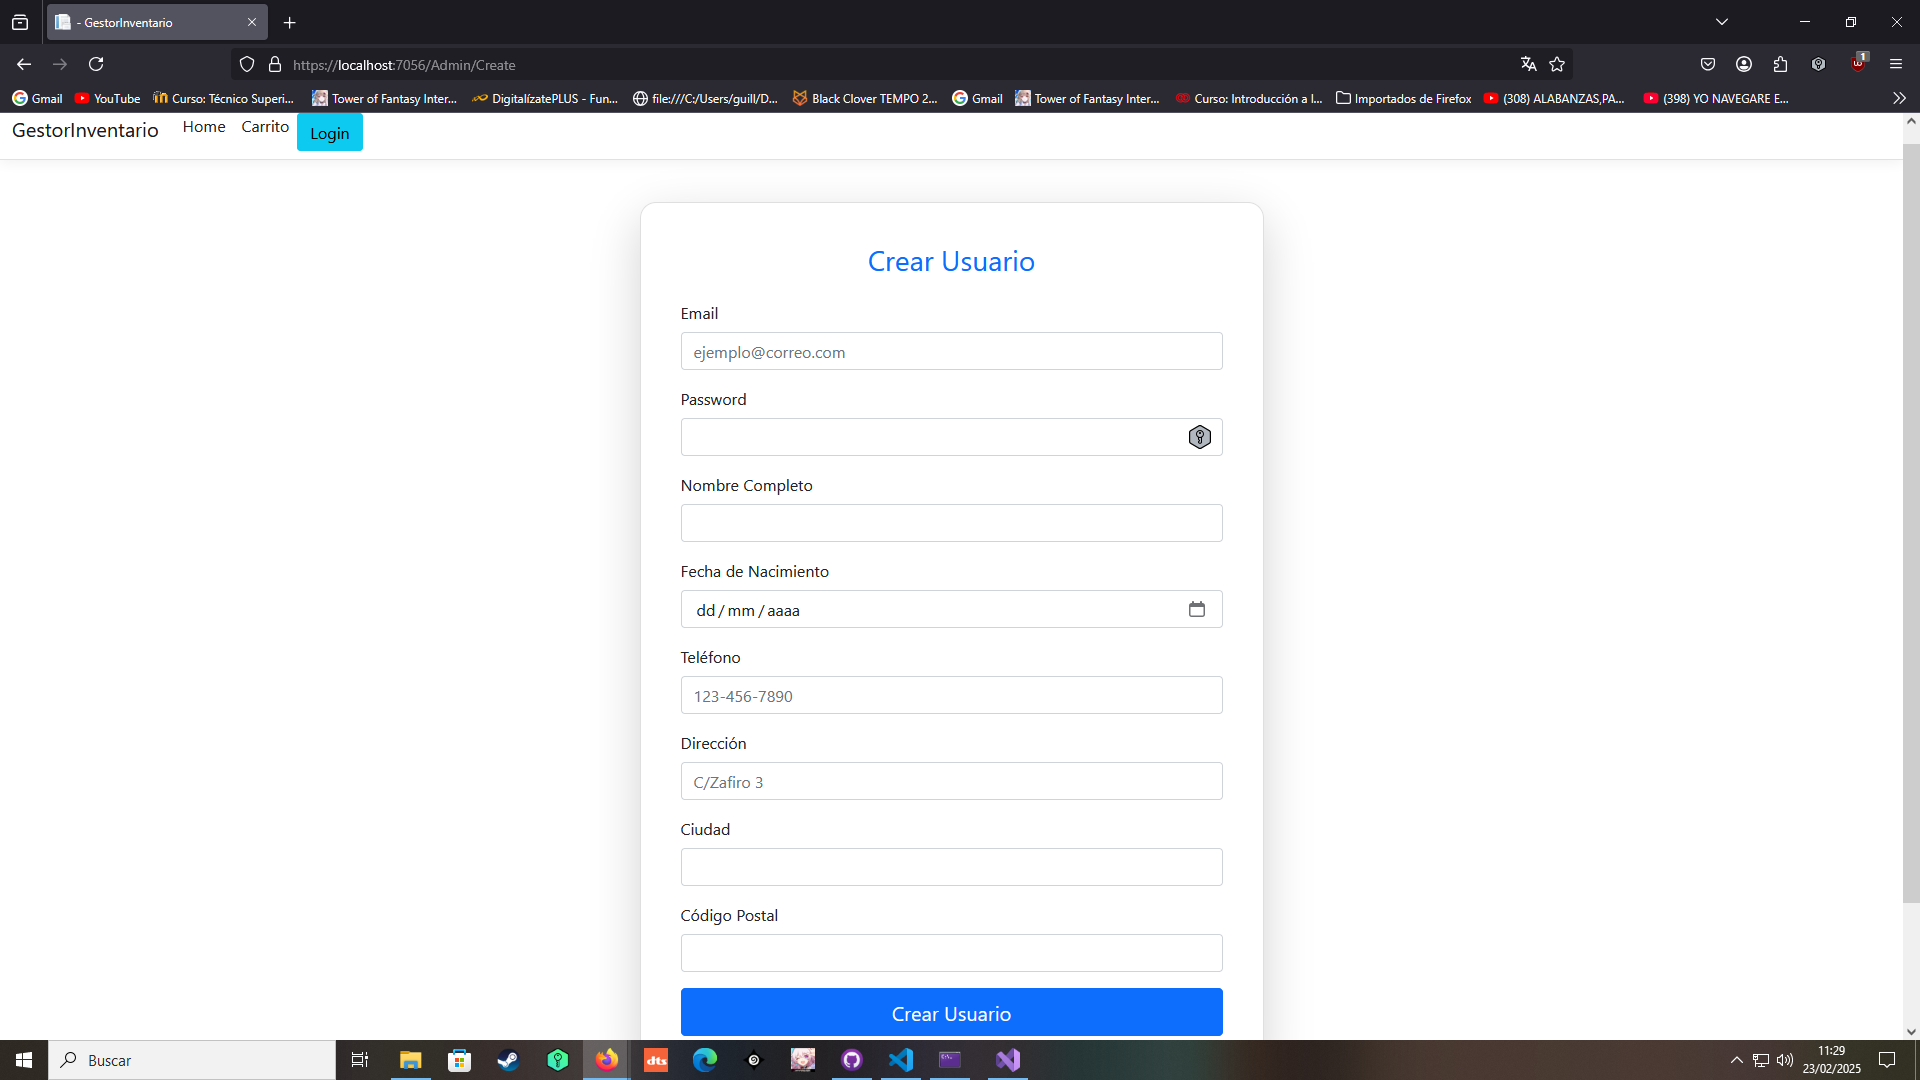 - GestorInventario
https://localhost:7056/Admin/Create
Gmail
YouTube
Curso: Técnico Superi...
Tower of Fantasy Inter...
DigitalízatePLUS - Fun...
file:///C:/Users/guill/D...
Black Clover TEMPO 2...
Gmail
Tower of Fantasy Inter...
Curso: Introducción a l...
Importados de Firefox
(308) ALABANZAS,PA...
(398) YO NAVEGARE E...
1
GestorInventario
Home
Carrito
Login
Crear Usuario
Email
ejemplo@correo.com
Password
Nombre Completo
Fecha de Nacimiento
dd / mm / aaaa
Teléfono
123-456-7890
Dirección
C/Zafiro 3
Ciudad
Código Postal
Crear Usuario
Buscar
dts
11:29
23/02/2025